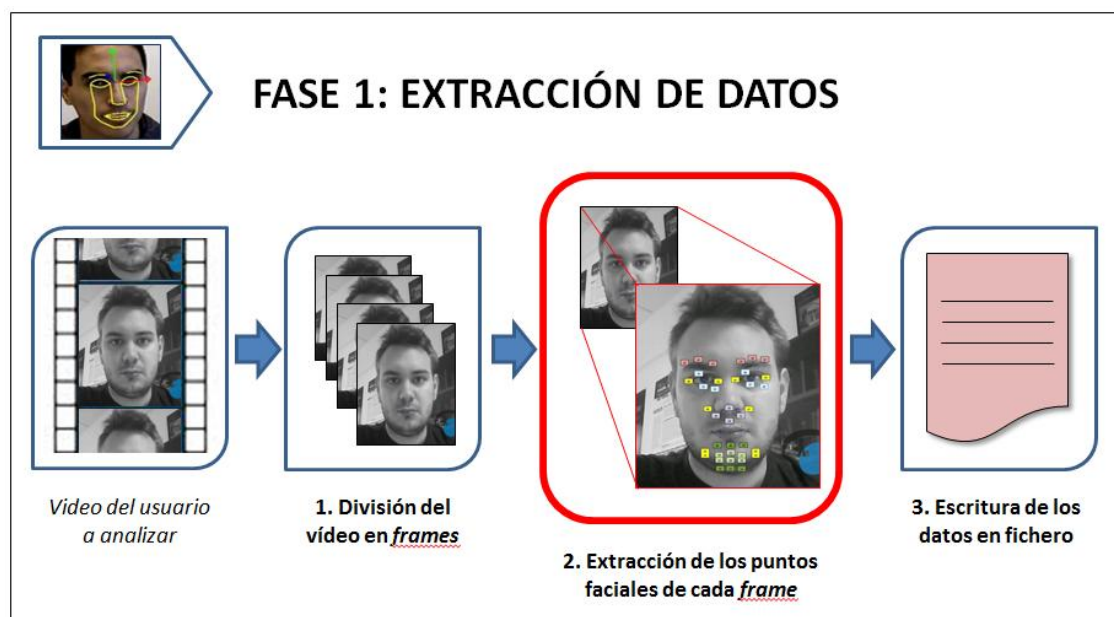 FASE 1: EXTRACCIÓN DE DATOS
Video del usuario
a analizar
1. División del
vídeo en frames
2. Extracción de los puntos
faciales de cada frame
3. Escritura de los
datos en fichero